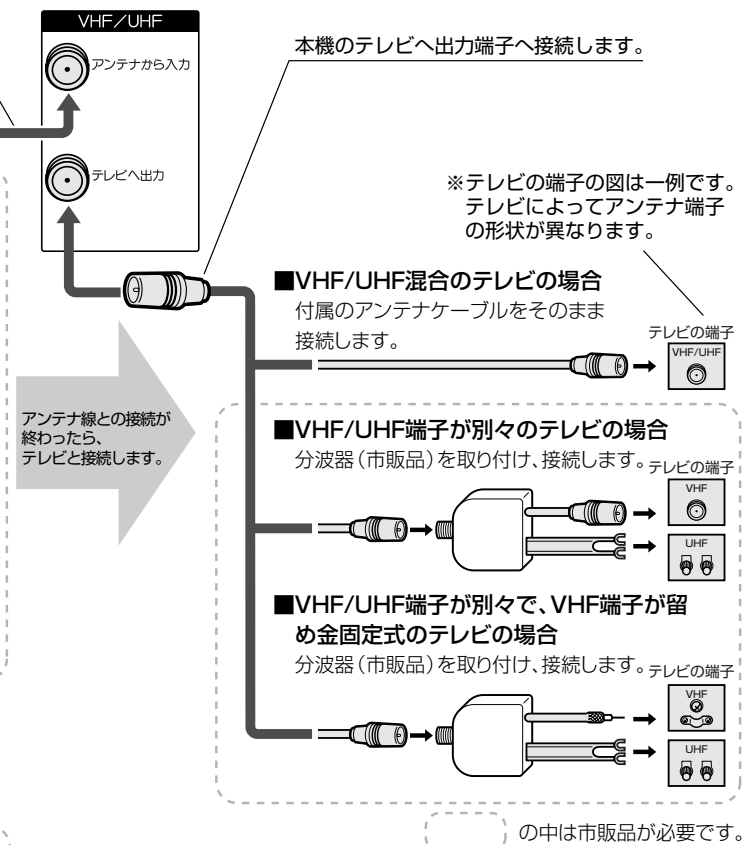 VHF/UHF
アンテナから入力
テレビへ出力
本機のテレビへ出力端子へ接続します。
※テレビの端子の図は一例です。
テレビによってアンテナ端子
の形状が異なります。
■VHF/UHF混合のテレビの場合
付属のアンテナケーブルをそのまま
接続します。
テレビの端子
VHF/UHF
アンテナ線との接続が
終わったら、
テレビと接続します。
■VHF/UHF端子が別々のテレビの場合
分波器（市販品）を取り付け、接続します。
テレビの端子
VHF
UHF
■VHF/UHF端子が別々で、VHF端子が留
め金固定式のテレビの場合
分波器（市販品）を取り付け、接続します。
テレビの端子
VHF
UHF
の中は市販品が必要です。